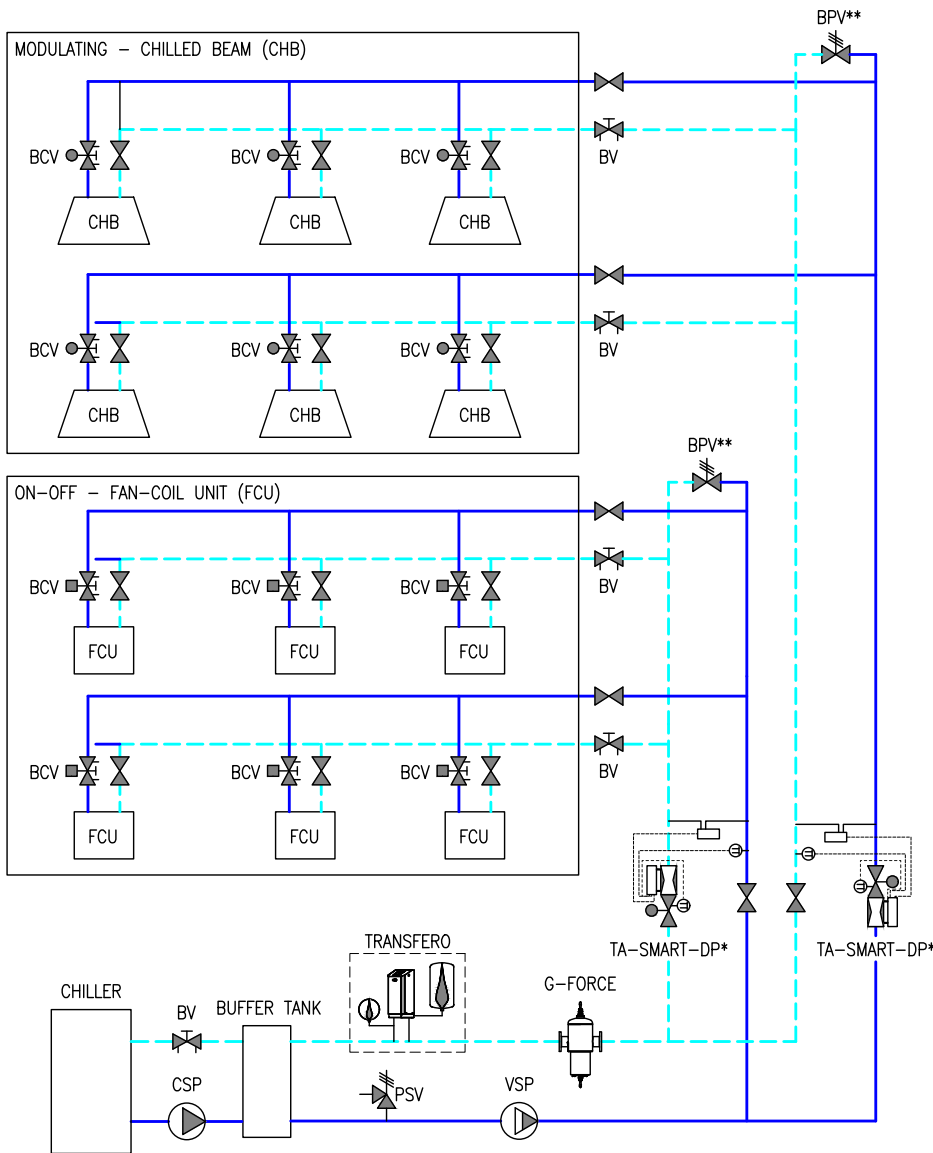 BPV**
MODULATING - CHILLED BEAM (CHB)
BV
BCV BCV BCV
CHB CHB CHB
BV
BCV BCV BCV
CHB CHB CHB
BPV**
ON-OFF - FAN-COIL UNIT (FCU)
BV
BCV BCV BCV
FCU FCU FCU
BV
BCV BCV BCV
FCU FCU FCU
TA-SMART-DP* TA-SMART-DP*
TRANSFERO
G-FORCE
CHILLER
BV
BUFFER TANK
CSP
PSV
VSP